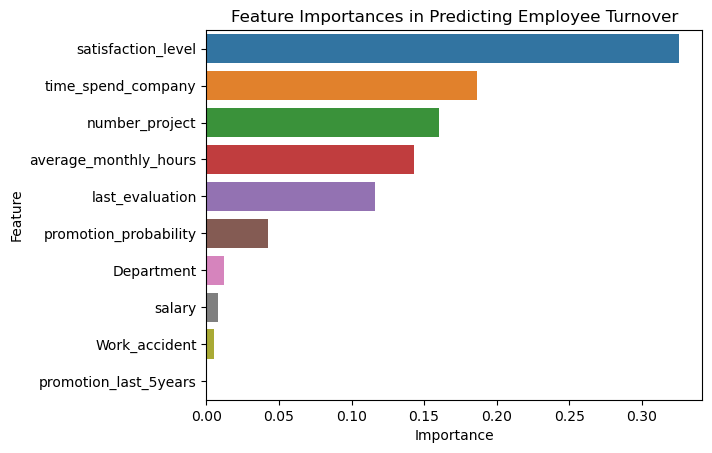 Feature Importances in Predicting Employee Turnover
satisfaction_level
time_spend_company
number_project
average_monthly_hours
last_evaluation
promotion_probability
Department
salary
Work_accident
promotion_last_5years
Feature
0.00 0.05 0.10 0.15 0.20 0.25 0.30
Importance